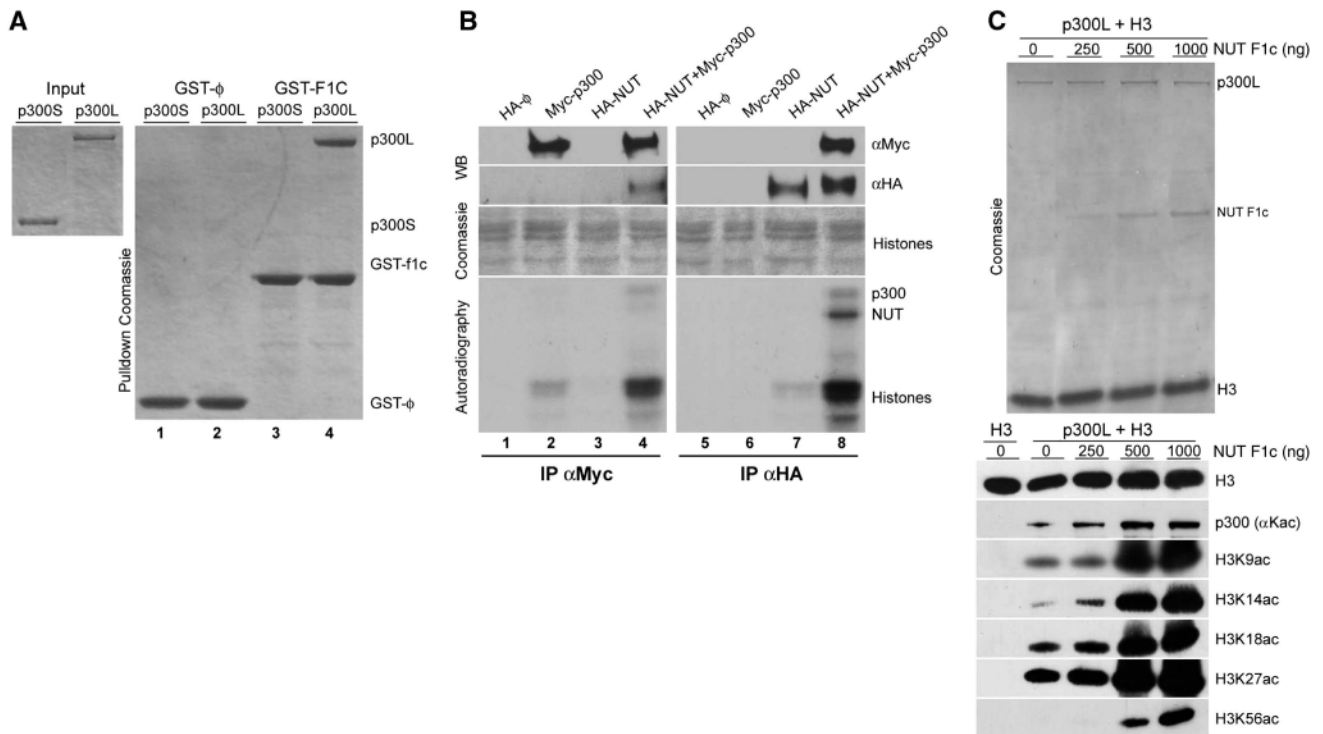 A
Input
p300S p300L
GST-ϕ
p300S p300L
GST-F1C
p300S p300L
Pulldown Coomassie
p300L
p300S
GST-f1c
GST-ϕ
1 2 3 4
B
HA-ϕ
Myc-p300
HA-NUT
HA-NUT+Myc-p300
HA-ϕ
Myc-p300
HA-NUT
HA-NUT+Myc-p300
WB
αMyc
αHA
Coomassie
Histones
Autoradiography
p300
NUT
Histones
1 2 3 4 5 6 7 8
IP αMyc IP αHA
C
p300L + H3
0 250 500 1000 NUT F1c (ng)
Coomassie
p300L
NUT F1c
H3
H3 p300L + H3
0 0 250 500 1000 NUT F1c (ng)
H3
p300 (αKac)
H3K9ac
H3K14ac
H3K18ac
H3K27ac
H3K56ac